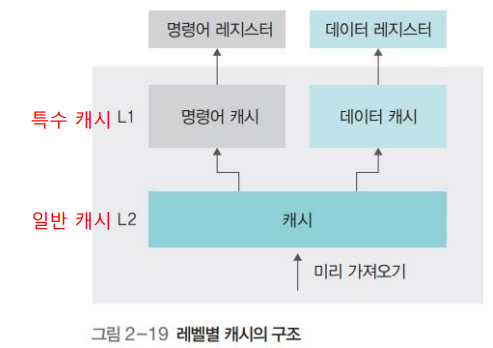 명령어 레지스터
데이터 레지스터
특수 캐시 L1
명령어 캐시
데이터 캐시
일반 캐시 L2
캐시
미리 가져오기
그림 2-19 레벨별 캐시의 구조